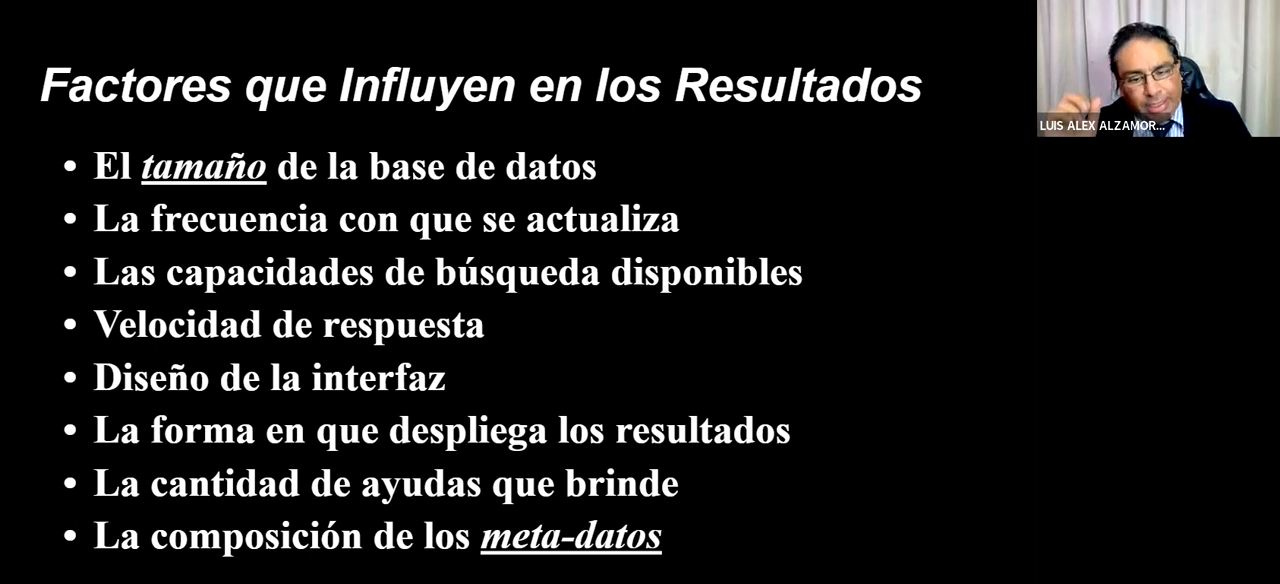 Factores que Influyen en los Resultados
LUIS ALEX ALZAMOR...
• El tamaño de la base de datos
• La frecuencia con que se actualiza
• Las capacidades de búsqueda disponibles
• Velocidad de respuesta
• Diseño de la interfaz
• La forma en que despliega los resultados
• La cantidad de ayudas que brinde
• La composición de los meta-datos